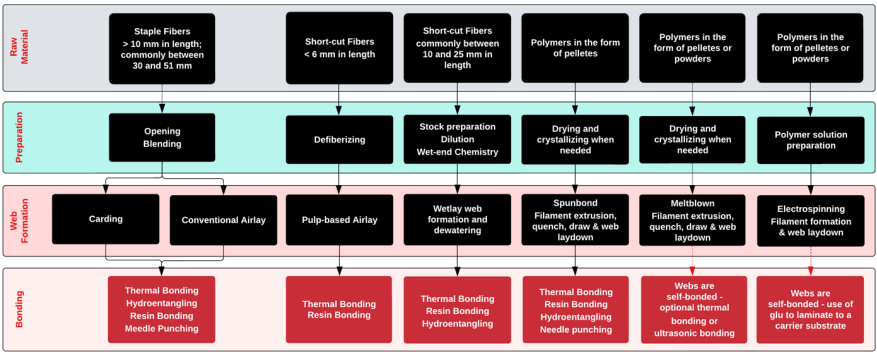 Raw
Material
Staple Fibers
> 10 mm in length;
commonly between
30 and 51 mm
Short-cut Fibers
< 6 mm in length
Short-cut Fibers
commonly between
10 and 25 mm in
length
Polymers in the form
of pelletes
Polymers in the
form of pelletes or
powders
Polymers in the
form of pelletes or
powders
Preparation
Opening
Blending
Defiberizing
Stock preparation
Dilution
Wet-end Chemistry
Drying and
crystallizing when
needed
Drying and
crystallizing when
needed
Polymer solution
preparation
Web
Formation
Carding
Conventional Airlay
Pulp-based Airlay
Wetlay web
formation and
dewatering
Spunbond
Filament extrusion,
quench, draw & web
laydown
Meltblown
Filament extrusion,
quench, draw & web
laydown
Electrospinning
Filament formation
& web laydown
Bonding
Thermal Bonding
Hydroentangling
Resin Bonding
Meedle Punching
Thermal Bonding
Resin Bonding
Thermal Bonding
Resin Bonding
Hydroentangling
Thermal Bonding
Resin Bonding
Hydroentangling
Needle punching
Webs are
self-bonded -
optional thermal
bonding or
ultrasonic bonding
Webs are
self-bonded - use of
glu to laminate to a
carrier substrate